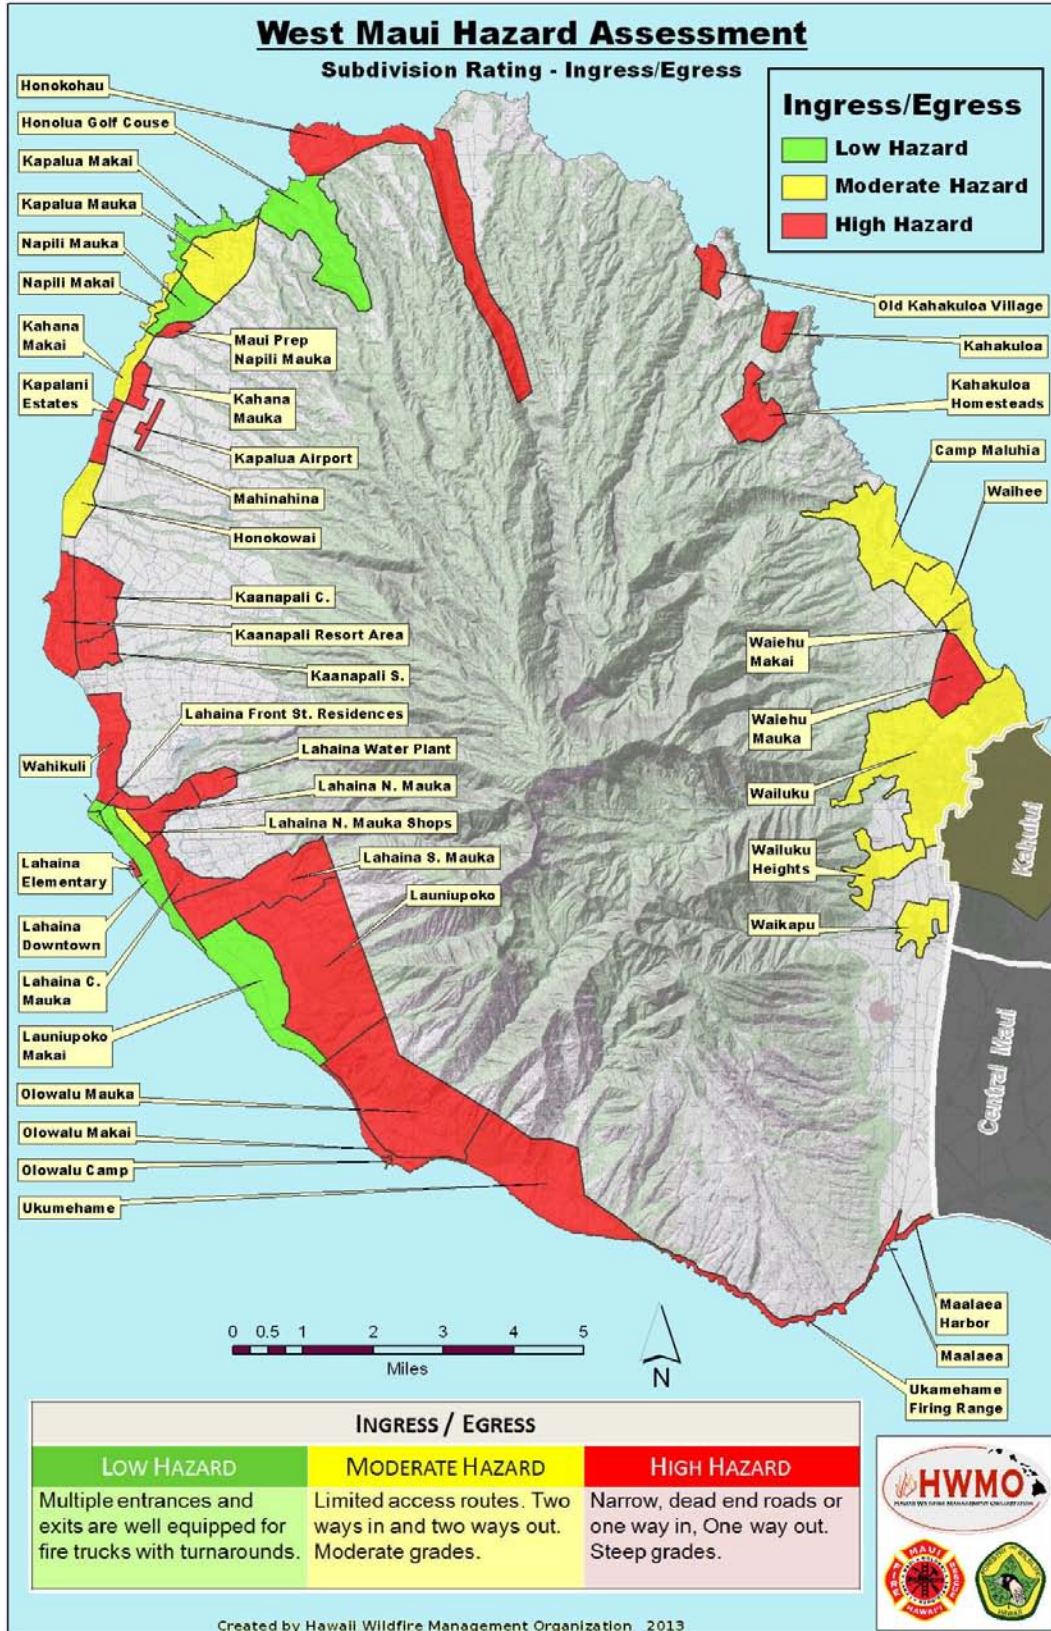 West Maui Hazard Assessment
Subdivision Rating - Ingress/Egress
Ingress/Egress
Low Hazard
Moderate Hazard
High Hazard
Honokohau
Honolua Golf Couse
Kapalua Makai
Kapalua Mauka
Napili Mauka
Napili Makai
Kahana
Makai
Kapalani
Estates
Maui Prep
Napili Mauka
Kahana
Mauka
Kapalua Airport
Mahinahina
Honokowai
Kaanapali C.
Kaanapali Resort Area
Kaanapali S.
Lahaina Front St. Residences
Wahikuli
Lahaina Water Plant
Lahaina N. Mauka
Lahaina N. Mauka Shops
Lahaina S. Mauka
Launiupoko
Lahaina
Elementary
Lahaina
Downtown
Lahaina C.
Mauka
Launiupoko
Makai
Olowalu Mauka
Olowalu Makai
Olowalu Camp
Ukumehame
Old Kahakuloa Village
Kahakuloa
Kahakuloa
Homesteads
Camp Maluhia
Waihee
Waiehu
Makai
Waiehu
Mauka
Wailuku
Wailuku
Heights
Waikapu
Kahului
Central Maui
Maalaea
Harbor
Maalaea
Ukamehame
Firing Range
0 0.5 1 2 3 4 5
Miles
N
INGRESS / EGRESS
LOW HAZARD
Multiple entrances and
exits are well equipped for
fire trucks with turnarounds.
MODERATE HAZARD
Limited access routes. Two
ways in and two ways out.
Moderate grades.
HIGH HAZARD
Narrow, dead end roads or
one way in, One way out.
Steep grades.
HWMO
HAWAII WILDFIRE MANAGEMENT ORGANIZATION
MAUI
FIRE
RESCUE
HAWAII
Created by Hawaii Wildfire Management Organization 2013